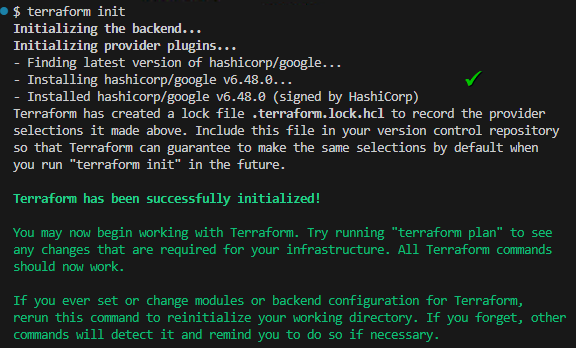 $ terraform init
Initializing the backend...
Initializing provider plugins...
- Finding latest version of hashicorp/google...
- Installing hashicorp/google v6.48.0...
- Installed hashicorp/google v6.48.0 (signed by HashiCorp)
Terraform has created a lock file .terraform.lock.hcl to record the provider
selections it made above. Include this file in your version control repository
so that Terraform can guarantee to make the same selections by default when
you run "terraform init" in the future.
Terraform has been successfully initialized!
You may now begin working with Terraform. Try running "terraform plan" to see
any changes that are required for your infrastructure. All Terraform commands
should now work.
If you ever set or change modules or backend configuration for Terraform,
rerun this command to reinitialize your working directory. If you forget, other
commands will detect it and remind you to do so if necessary.